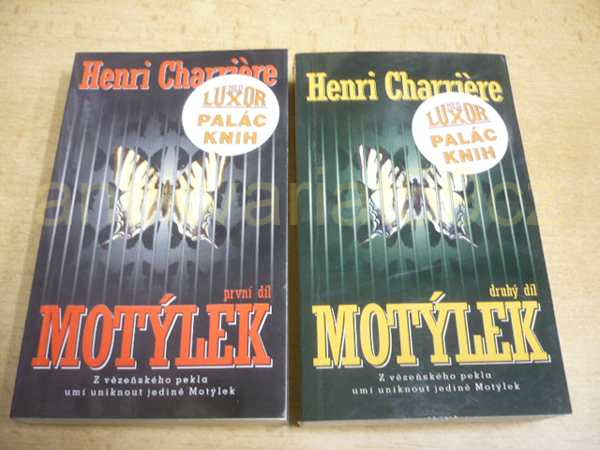 Henri Charrière
LUXOR
PALÁC
KNIH
první díl
MOTÝLEK
Z vězeňského pekla
umí uniknout jedině Motýlek
Henri Charrière
LUXOR
PALÁC
KNIH
druhý díl
MOTÝLEK
Z vězeňského pekla
umí uniknout jedině Motýlek